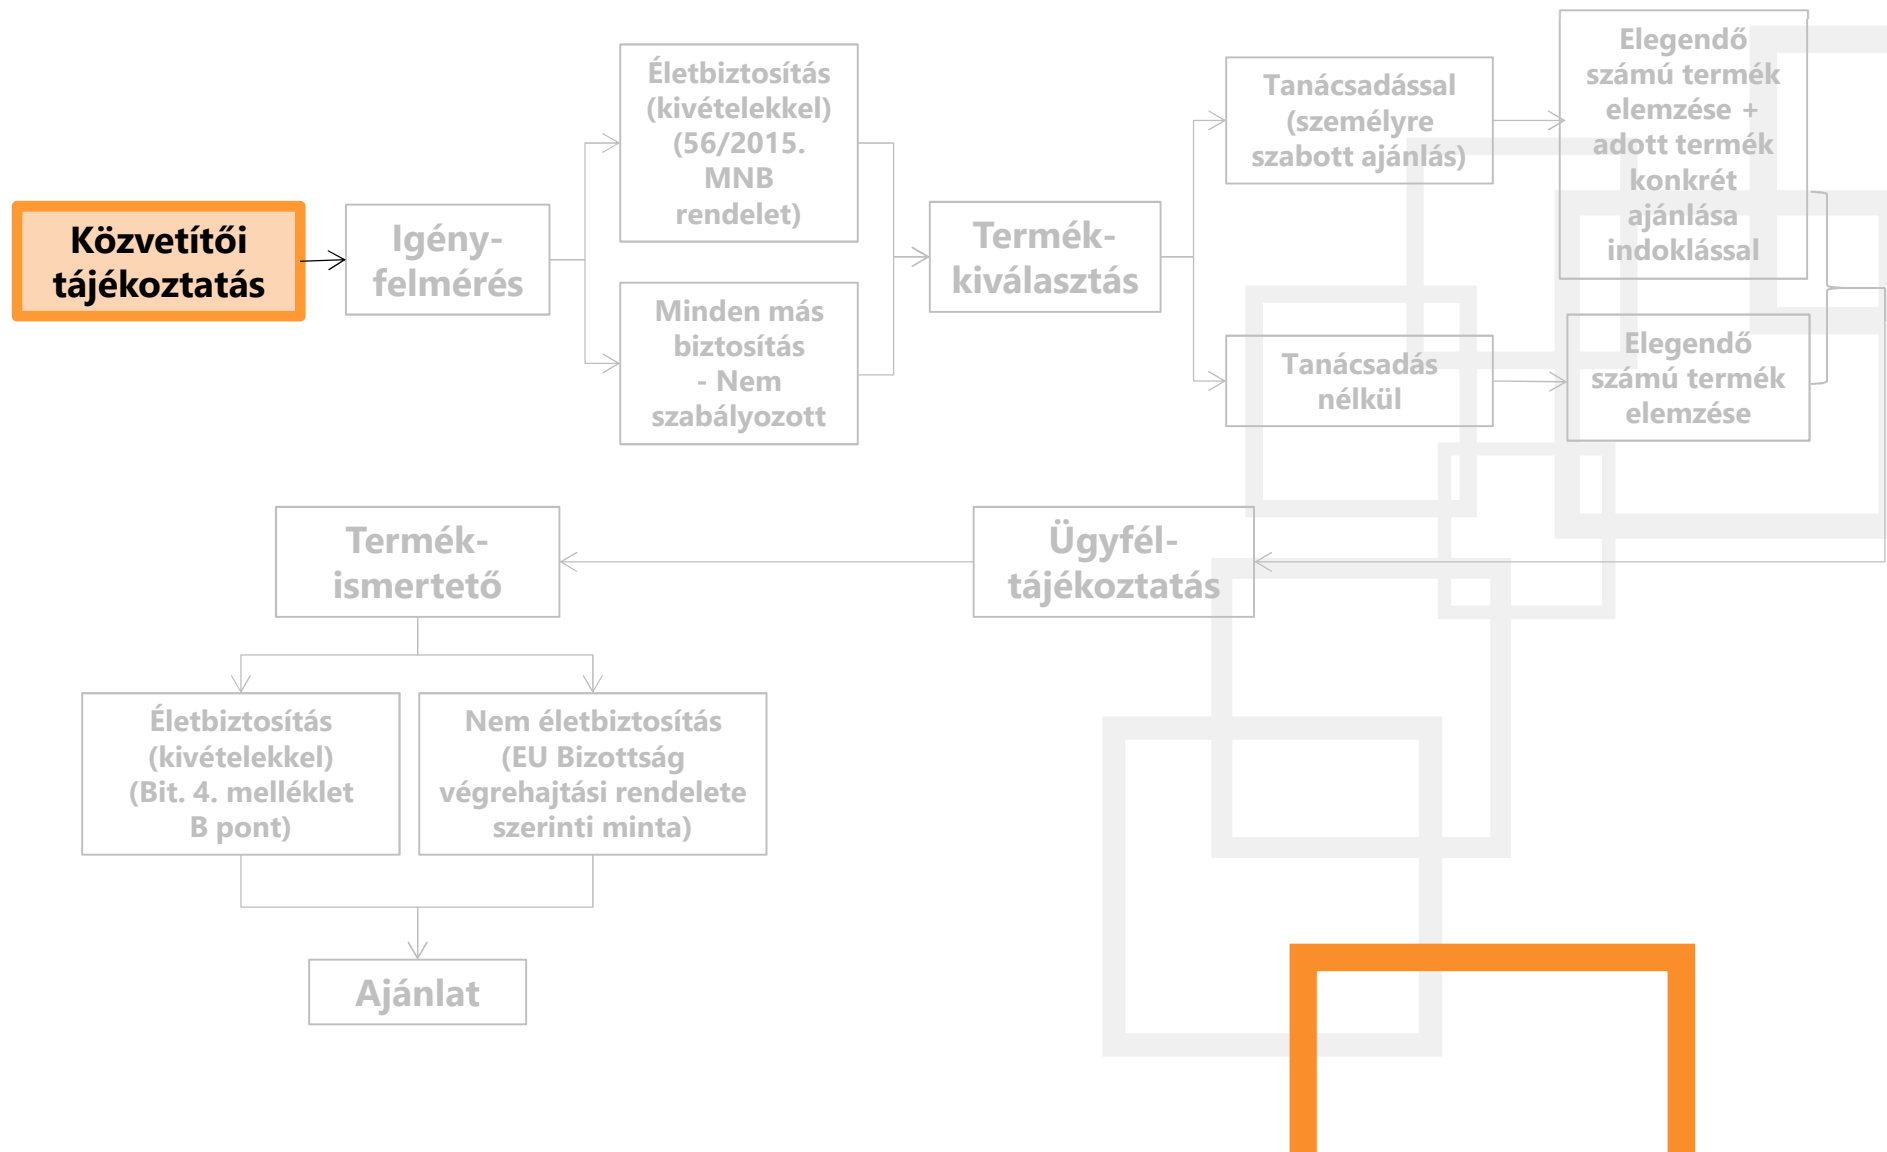 Közvetítői
tájékoztatás
Igény-
felmérés
Életbiztosítás
(kivételekkel)
(56/2015.
MNB
rendelet)
Minden más
biztosítás
- Nem
szabályozott
Termék-
kiválasztás
Tanácsadással
(személyre
szabott ajánlás)
Elegendő
számú termék
elemzése +
adott termék
konkrét
ajánlása
indoklással
Tanácsadás
nélkül
Elegendő
számú termék
elemzése
Ügyfél-
tájékoztatás
Termék-
ismertető
Életbiztosítás
(kivételekkel)
(Bit. 4. melléklet
B pont)
Nem életbiztosítás
(EU Bizottság
végrehajtási rendelete
szerinti minta)
Ajánlat